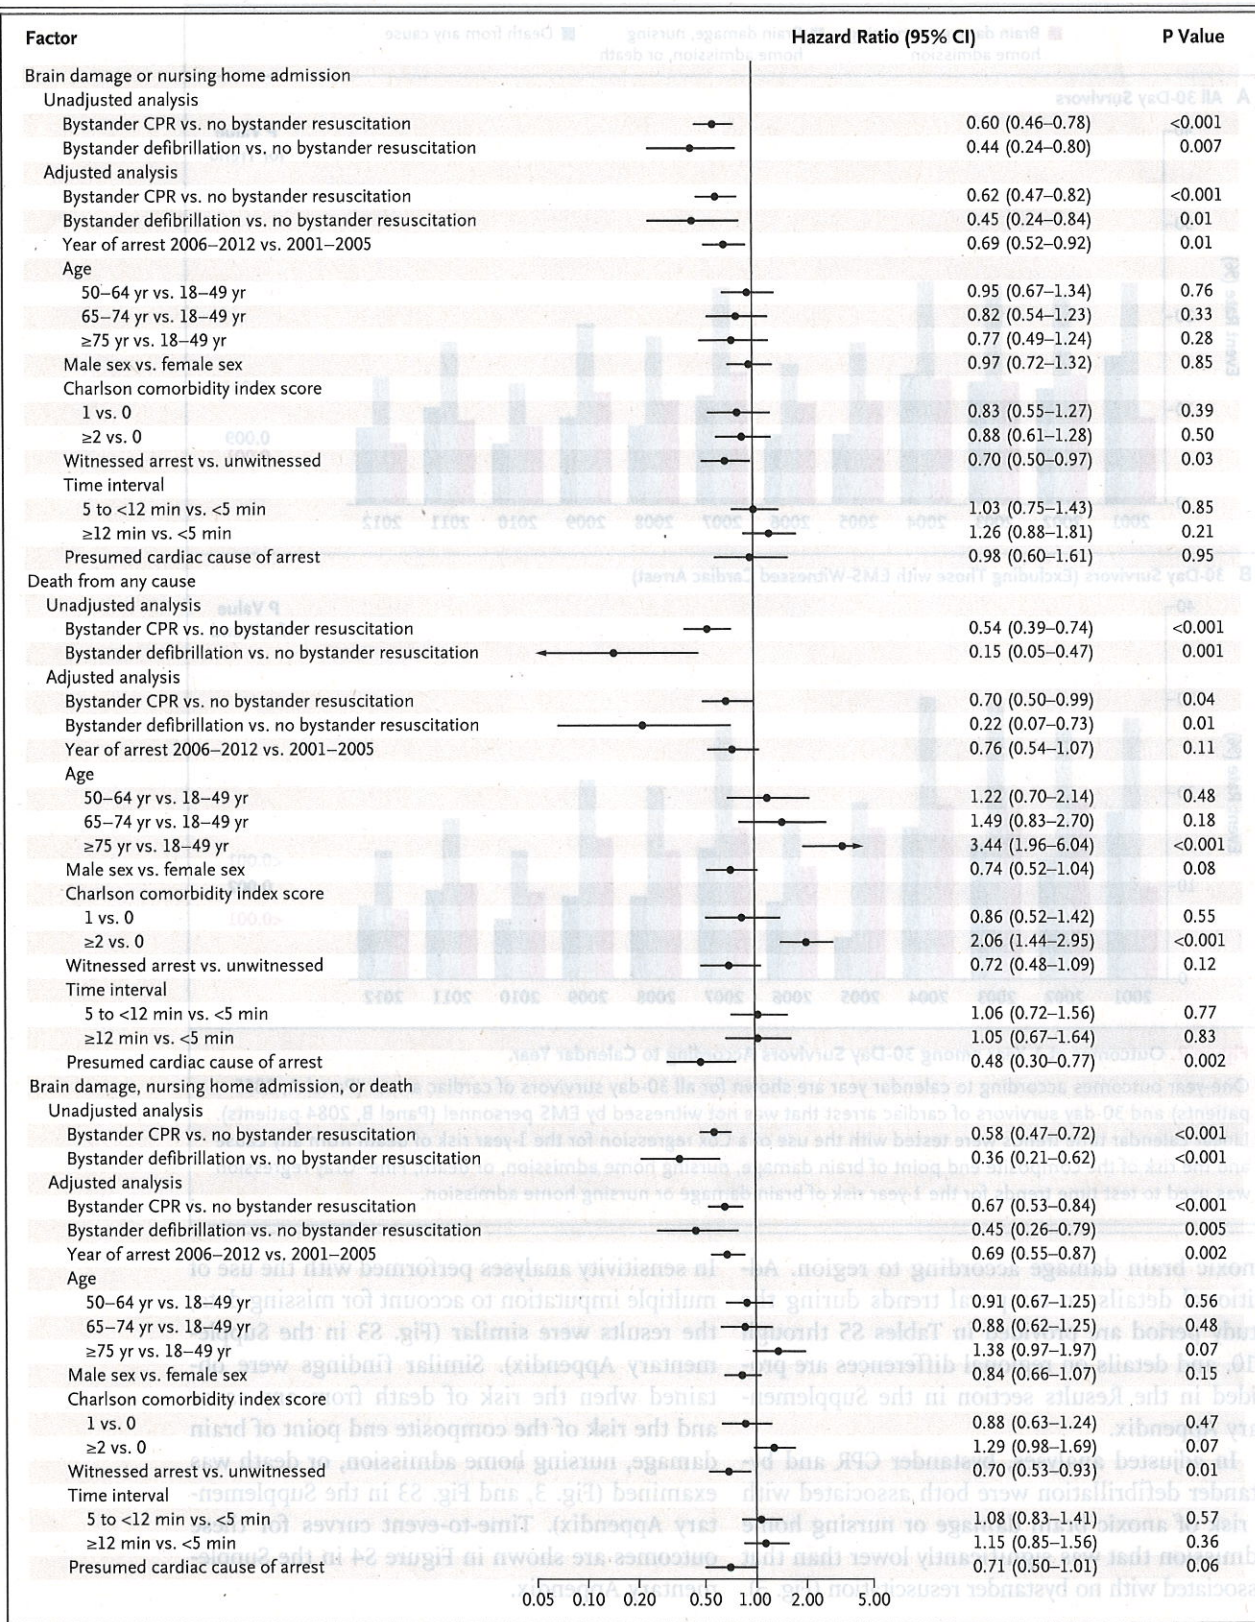 Factor Hazard Ratio (95% CI) P Value
Brain damage or nursing home admission
Unadjusted analysis
Bystander CPR vs. no bystander resuscitation 0.60 (0.46–0.78) <0.001
Bystander defibrillation vs. no bystander resuscitation 0.44 (0.24–0.80) 0.007
Adjusted analysis
Bystander CPR vs. no bystander resuscitation 0.62 (0.47–0.82) <0.001
Bystander defibrillation vs. no bystander resuscitation 0.45 (0.24–0.84) 0.01
Year of arrest 2006–2012 vs. 2001–2005 0.69 (0.52–0.92) 0.01
Age
50–64 yr vs. 18–49 yr 0.95 (0.67–1.34) 0.76
65–74 yr vs. 18–49 yr 0.82 (0.54–1.23) 0.33
≥75 yr vs. 18–49 yr 0.77 (0.49–1.24) 0.28
Male sex vs. female sex 0.97 (0.72–1.32) 0.85
Charlson comorbidity index score
1 vs. 0 0.83 (0.55–1.27) 0.39
≥2 vs. 0 0.88 (0.61–1.28) 0.50
Witnessed arrest vs. unwitnessed 0.70 (0.50–0.97) 0.03
Time interval
5 to <12 min vs. <5 min 1.03 (0.75–1.43) 0.85
≥12 min vs. <5 min 1.26 (0.88–1.81) 0.21
Presumed cardiac cause of arrest 0.98 (0.60–1.61) 0.95
Death from any cause
Unadjusted analysis
Bystander CPR vs. no bystander resuscitation 0.54 (0.39–0.74) <0.001
Bystander defibrillation vs. no bystander resuscitation 0.15 (0.05–0.47) 0.001
Adjusted analysis
Bystander CPR vs. no bystander resuscitation 0.70 (0.50–0.99) 0.04
Bystander defibrillation vs. no bystander resuscitation 0.22 (0.07–0.73) 0.01
Year of arrest 2006–2012 vs. 2001–2005 0.76 (0.54–1.07) 0.11
Age
50–64 yr vs. 18–49 yr 1.22 (0.70–2.14) 0.48
65–74 yr vs. 18–49 yr 1.49 (0.83–2.70) 0.18
≥75 yr vs. 18–49 yr 3.44 (1.96–6.04) <0.001
Male sex vs. female sex 0.74 (0.52–1.04) 0.08
Charlson comorbidity index score
1 vs. 0 0.86 (0.52–1.42) 0.55
≥2 vs. 0 2.06 (1.44–2.95) <0.001
Witnessed arrest vs. unwitnessed 0.72 (0.48–1.09) 0.12
Time interval
5 to <12 min vs. <5 min 1.06 (0.72–1.56) 0.77
≥12 min vs. <5 min 1.05 (0.67–1.64) 0.83
Presumed cardiac cause of arrest 0.48 (0.30–0.77) 0.002
Brain damage, nursing home admission, or death
Unadjusted analysis
Bystander CPR vs. no bystander resuscitation 0.58 (0.47–0.72) <0.001
Bystander defibrillation vs. no bystander resuscitation 0.36 (0.21–0.62) <0.001
Adjusted analysis
Bystander CPR vs. no bystander resuscitation 0.67 (0.53–0.84) <0.001
Bystander defibrillation vs. no bystander resuscitation 0.45 (0.26–0.79) 0.005
Year of arrest 2006–2012 vs. 2001–2005 0.69 (0.55–0.87) 0.002
Age
50–64 yr vs. 18–49 yr 0.91 (0.67–1.25) 0.56
65–74 yr vs. 18–49 yr 0.88 (0.62–1.25) 0.48
≥75 yr vs. 18–49 yr 1.38 (0.97–1.97) 0.07
Male sex vs. female sex 0.84 (0.66–1.07) 0.15
Charlson comorbidity index score
1 vs. 0 0.88 (0.63–1.24) 0.47
≥2 vs. 0 1.29 (0.98–1.69) 0.07
Witnessed arrest vs. unwitnessed 0.70 (0.53–0.93) 0.01
Time interval
5 to <12 min vs. <5 min 1.08 (0.83–1.41) 0.57
≥12 min vs. <5 min 1.15 (0.85–1.56) 0.36
Presumed cardiac cause of arrest 0.71 (0.50–1.01) 0.06
0.05 0.10 0.20 0.50 1.00 2.00 5.00